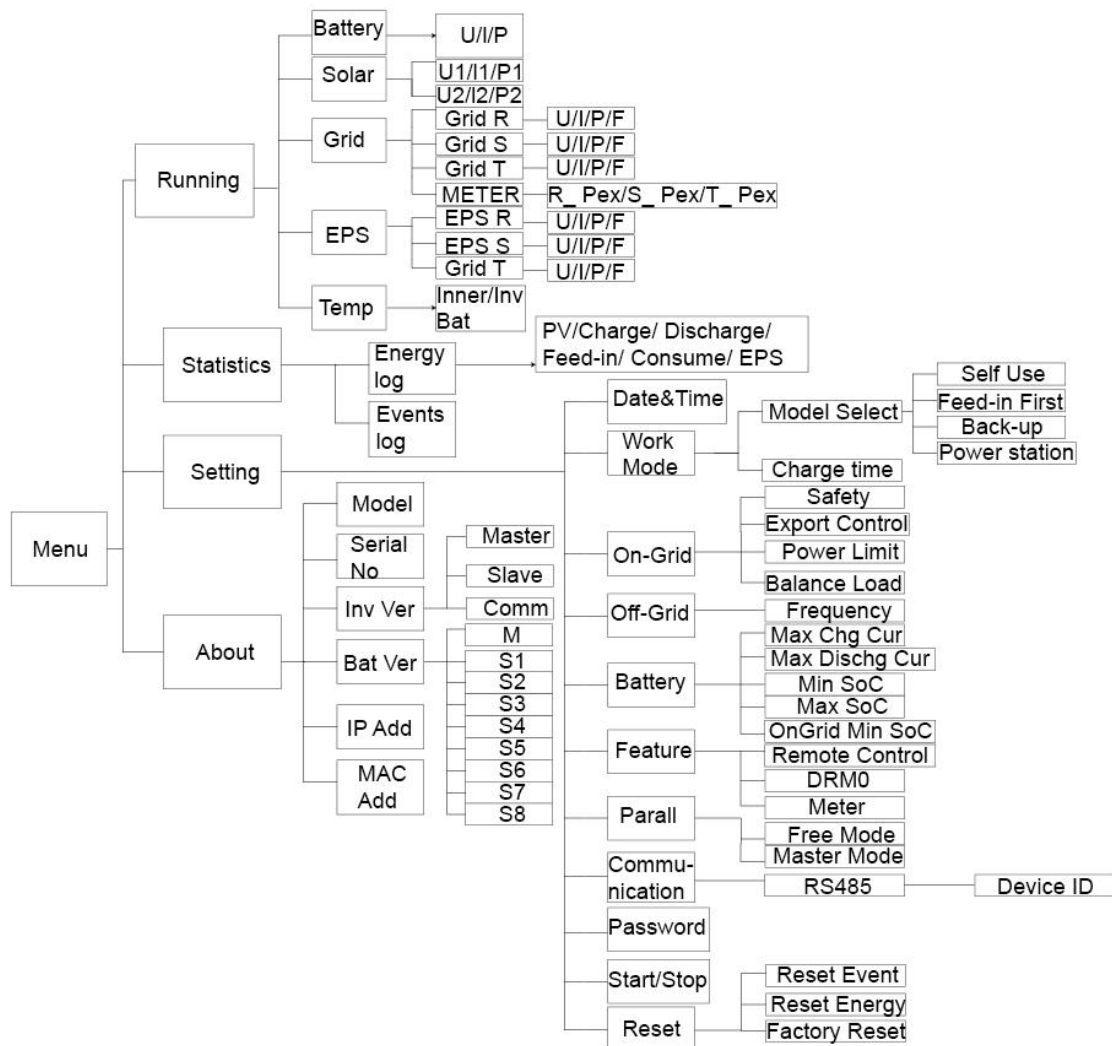 Menu
Running
Battery
U/I/P
Solar
U1/I1/P1
U2/I2/P2
Grid
Grid R
U/I/P/F
Grid S
U/I/P/F
Grid T
U/I/P/F
METER
R_ Pex/S_ Pex/T_ Pex
EPS
EPS R
U/I/P/F
EPS S
U/I/P/F
Grid T
U/I/P/F
Temp
Inner/Inv
Bat
Statistics
Energy
log
PV/Charge/ Discharge/
Feed-in/ Consume/ EPS
Events
log
Setting
Date&Time
Work
Mode
Model Select
Self Use
Feed-in First
Back-up
Power station
Charge time
On-Grid
Safety
Export Control
Power Limit
Balance Load
Off-Grid
Frequency
Battery
Max Chg Cur
Max Dischg Cur
Min SoC
Max SoC
OnGrid Min SoC
Feature
Remote Control
DRM0
Meter
Parall
Free Mode
Master Mode
Commu-
nication
RS485
Device ID
Password
Start/Stop
Reset
Reset Event
Reset Energy
Factory Reset
About
Model
Serial
No
Inv Ver
Master
Slave
Comm
Bat Ver
M
S1
S2
S3
S4
S5
S6
S7
S8
IP Add
MAC
Add